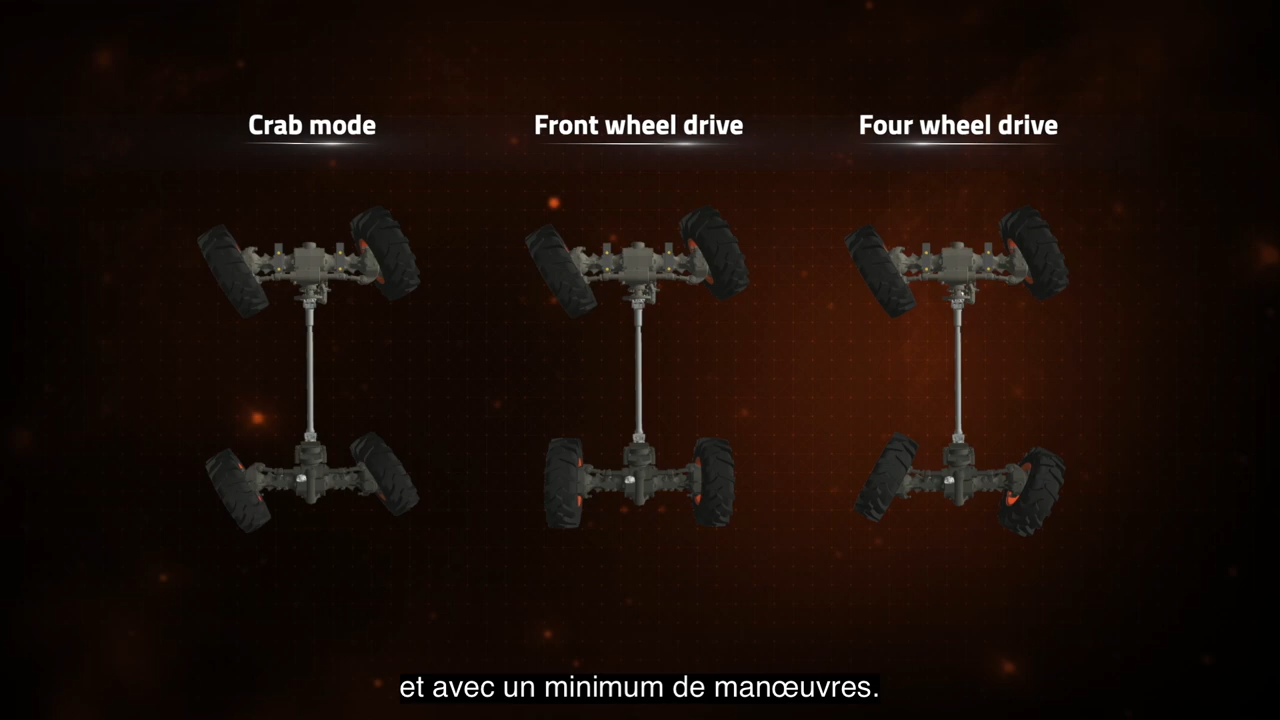 Crab mode
Front wheel drive
Four wheel drive
et avec un minimum de manœuvres.